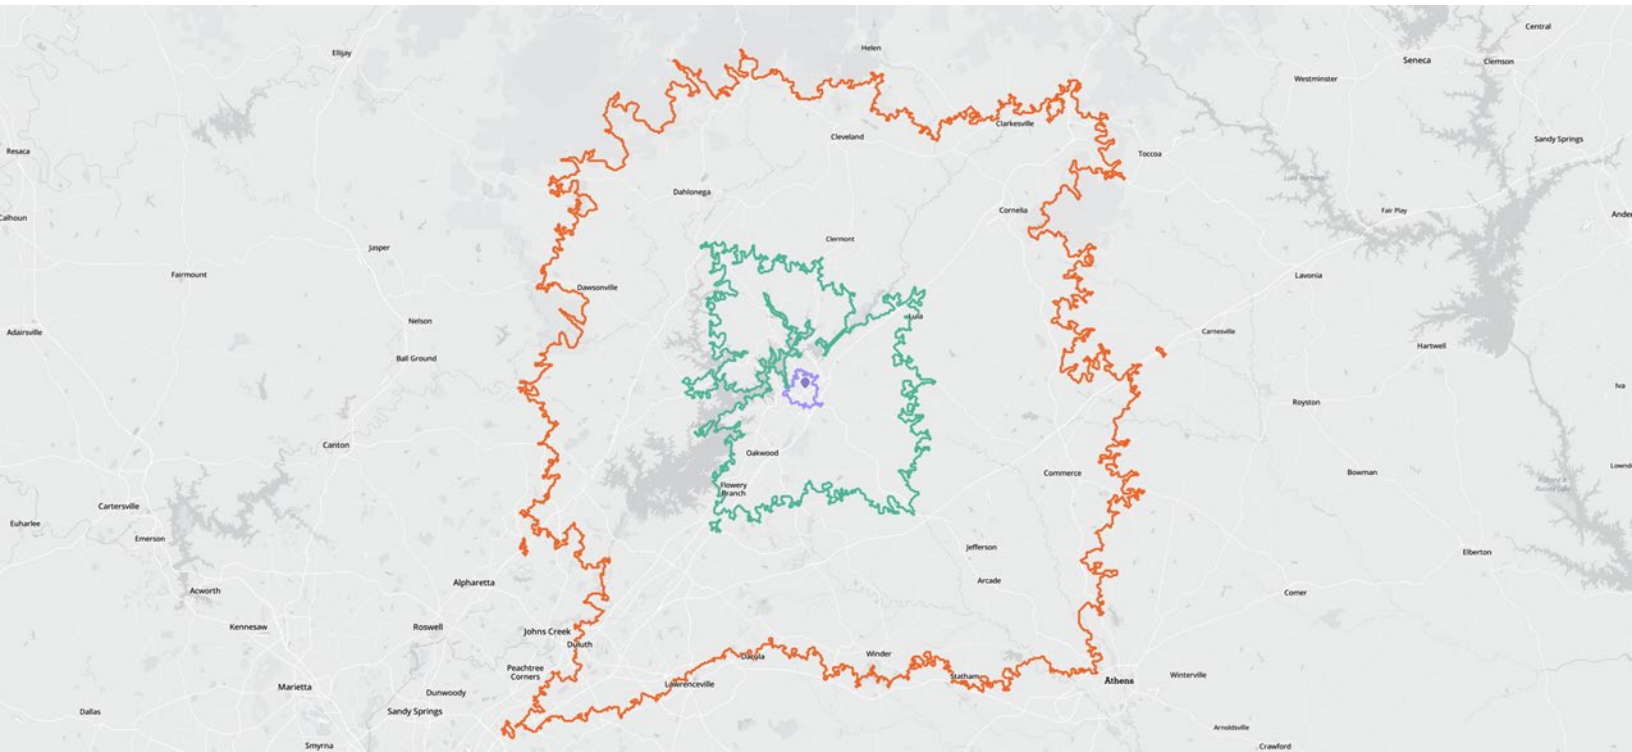 Central
Helen
Ellijay
Seneca
Clemson
Westminster
Clarkesville
Cleveland
Sandy Springs
Resaca
Toccoa
Dahlonega
Cornelia
Fair Play
Ande
Calhoun
Clermont
Jasper
Fairmount
Lavonia
Dawsonville
Nelson
Lula
Adairsville
Carnesville
Hartwell
Ball Ground
Iva
Royston
Canton
Oakwood
Commerce
Bowman
Lownd
Flowery
Branch
Cartersville
Euharlee
Emerson
Jefferson
Elberton
Alpharetta
Arcade
Acworth
Comer
Kennesaw
Roswell
Johns Creek
Duluth
Dacula
Winder
Peachtree
Corners
Statham
Athens
Winterville
Lawrenceville
Marietta
Dunwoody
Dallas
Sandy Springs
Arnoldsville
Smyrna
Crawford